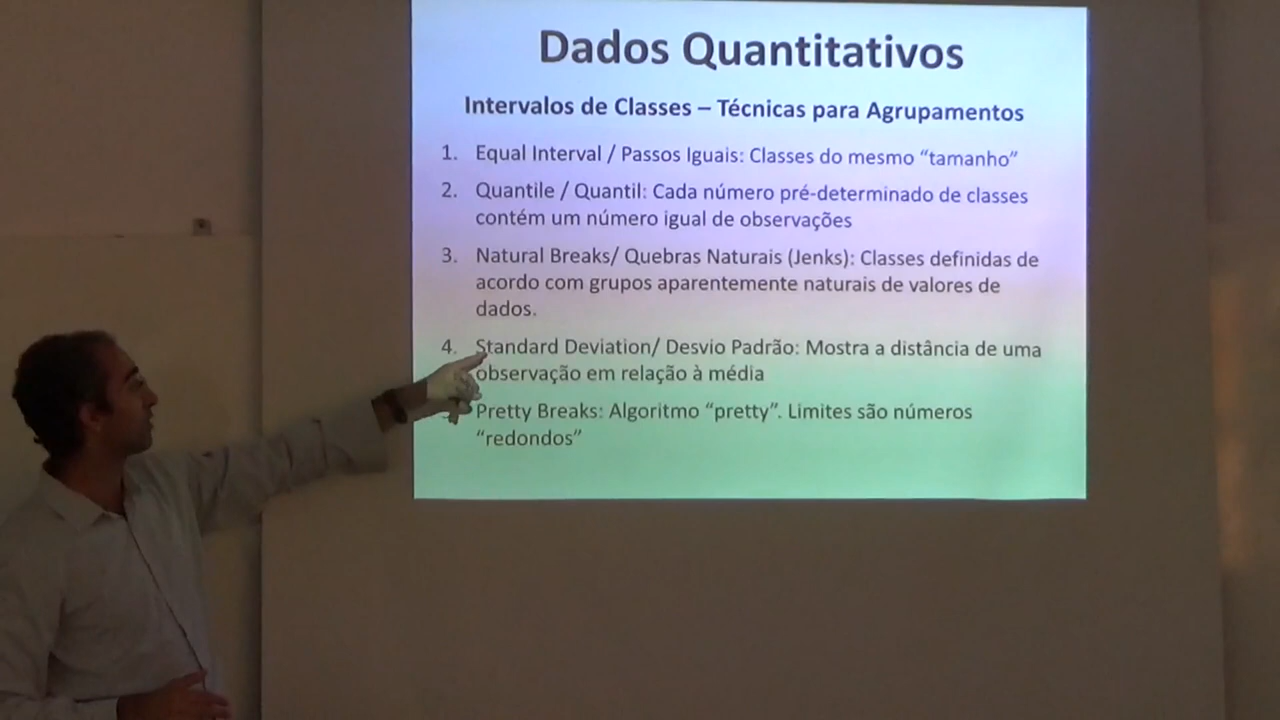 Dados Quantitativos
Intervalos de Classes – Técnicas para Agrupamentos
1. Equal Interval / Passos Iguais: Classes do mesmo “tamanho”
2. Quantile / Quantil: Cada número pré-determinado de classes
contém um número igual de observações
3. Natural Breaks/ Quebras Naturais (Jenks): Classes definidas de
acordo com grupos aparentemente naturais de valores de
dados.
4. Standard Deviation/ Desvio Padrão: Mostra a distância de uma
observação em relação à média
Pretty Breaks: Algoritmo “pretty”. Limites são números
“redondos”